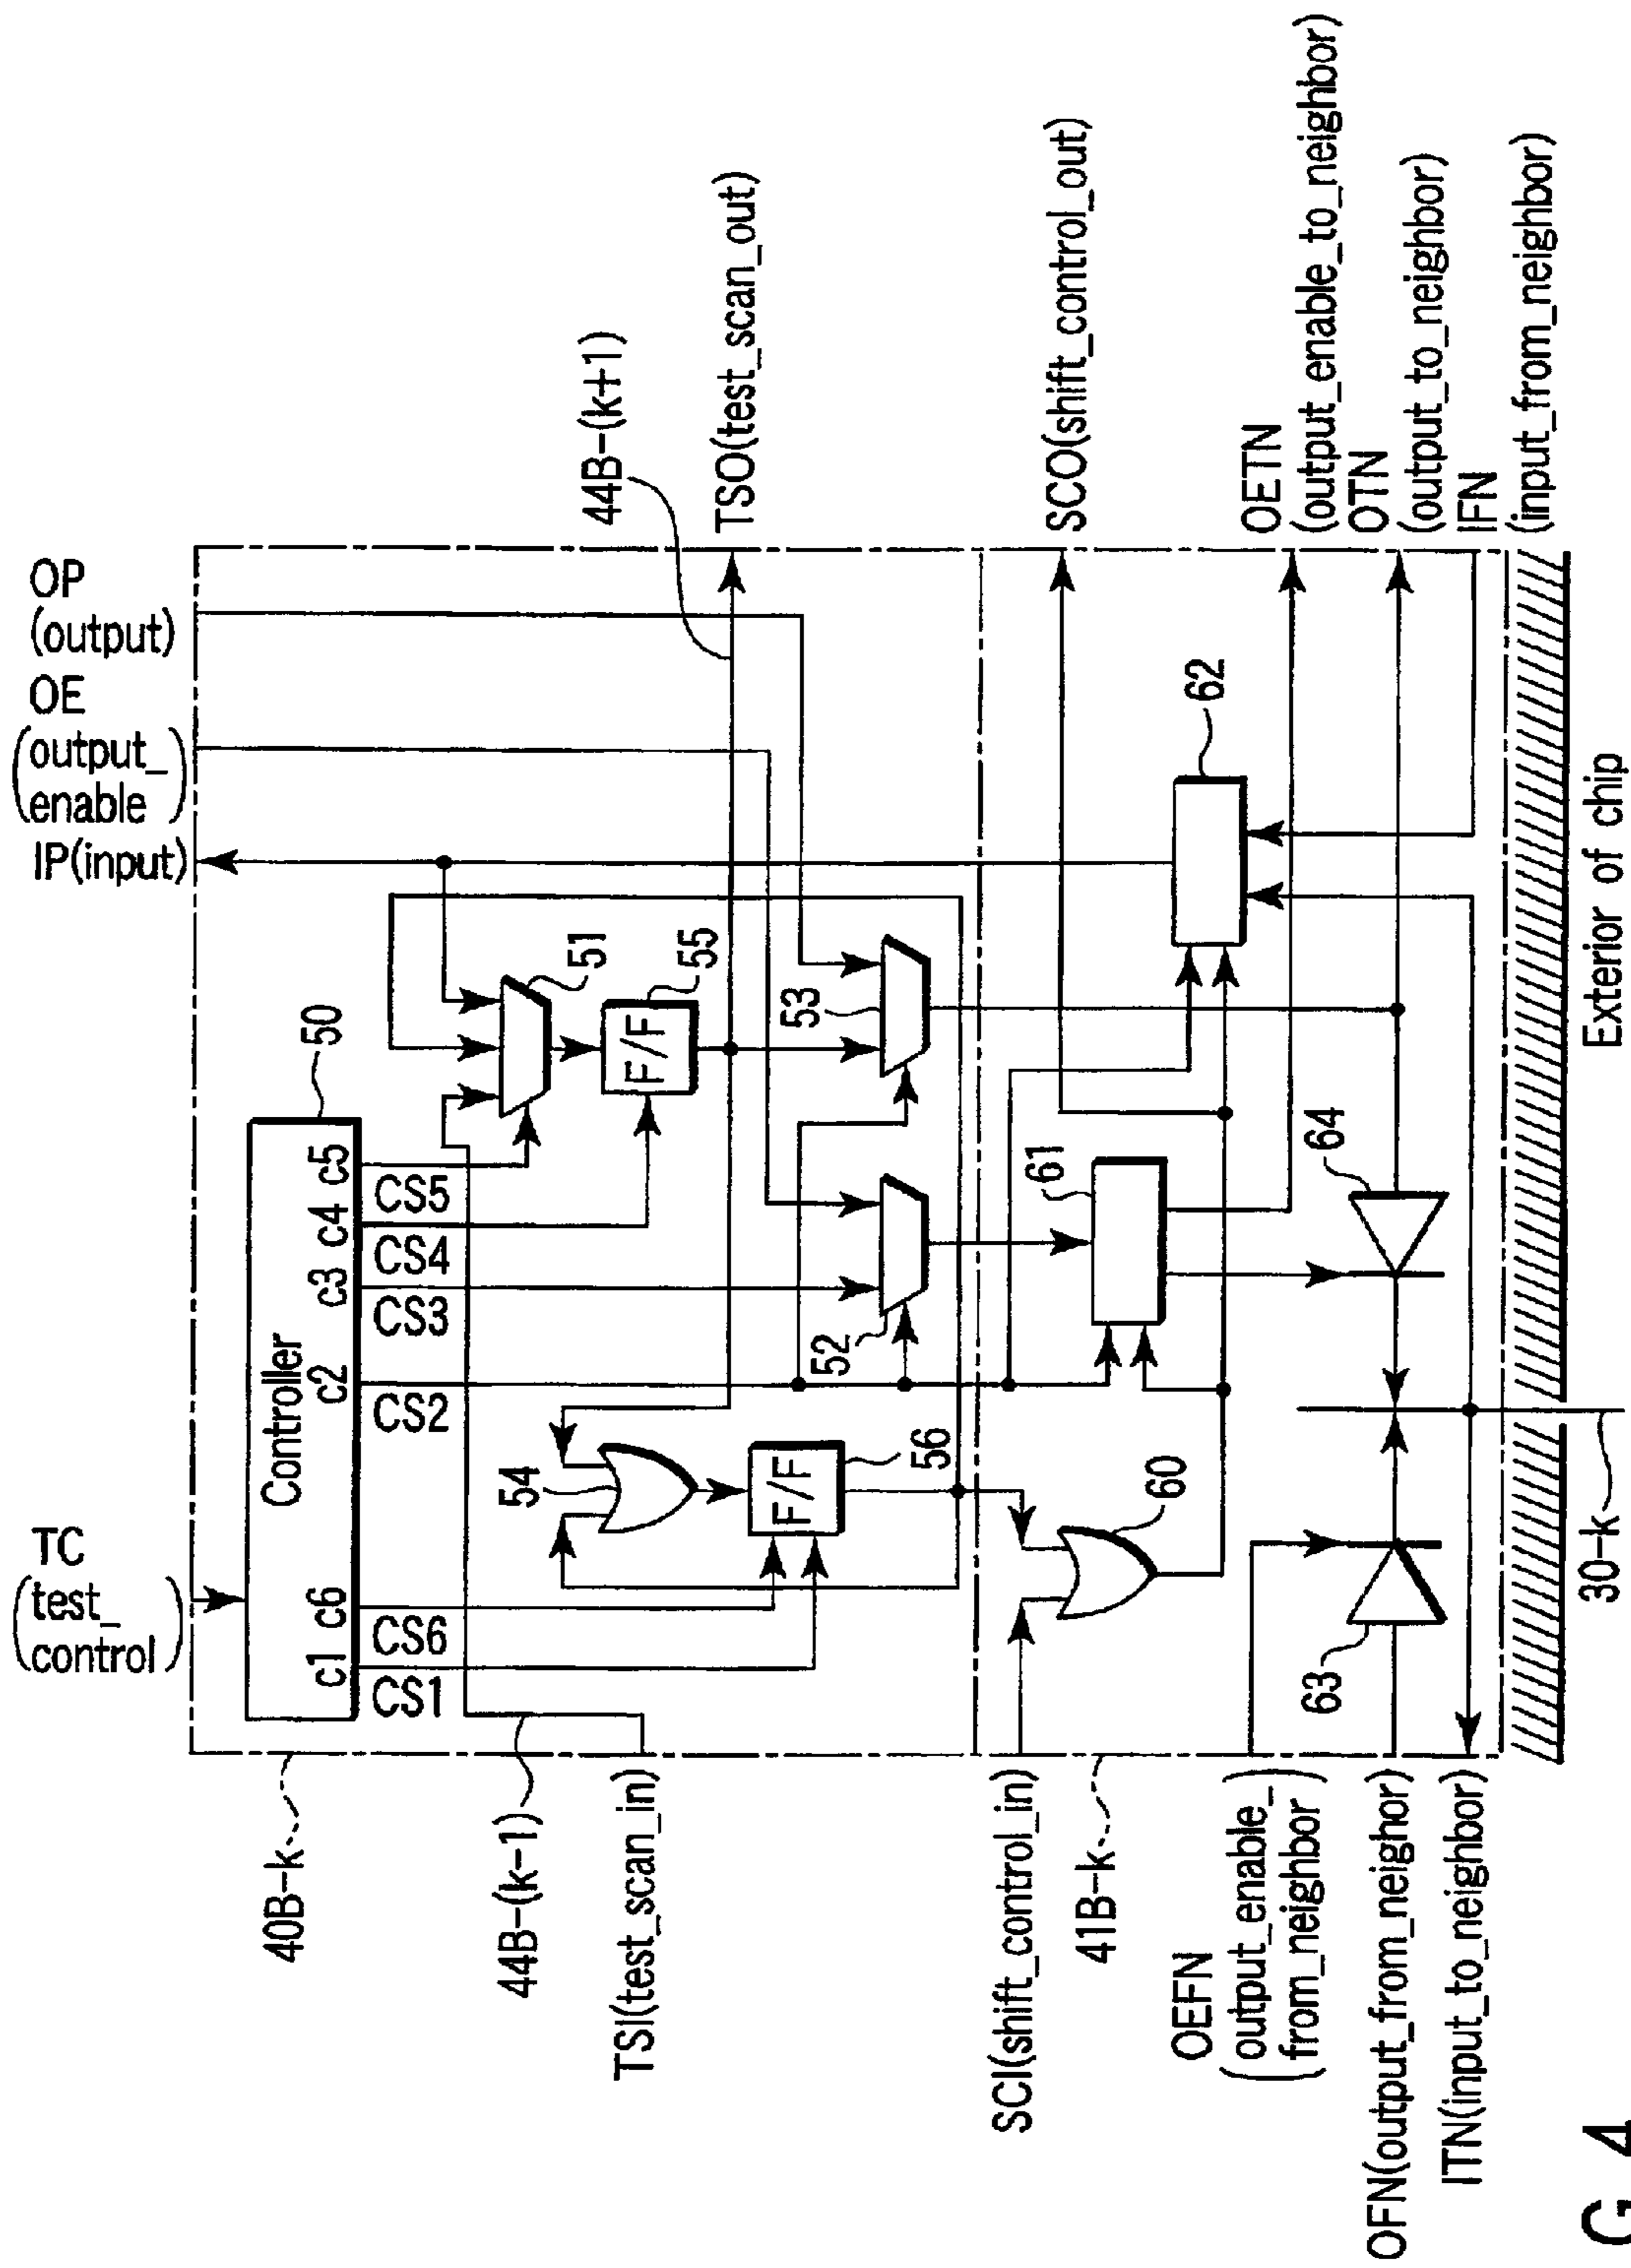 TC
(test_
control)
OP
(output)
OE
(output_
enable)
IP(input)
Controller
50
c1
c6
c2
c3
c4
c5
CS1
CS6
CS2
CS3
CS4
CS5
40B-k
44B-(k-1)
TSI(test_scan_in)
44B-(k+1)
TSO(test_scan_out)
51
F/F
55
54
F/F
56
52
53
SCI(shift_control_in)
41B-k
SCO(shift_control_out)
60
61
62
OEFN
(output_enable_
from_neighbor)
OFN(output_from_neighor)
ITN(input_to_neighbor)
63
64
OETN
(output_enable_to_neighbor)
OTN
(output_to_neighbor)
IFN
(input_from_neighbor)
30-k
Exterior of chip
G. 4